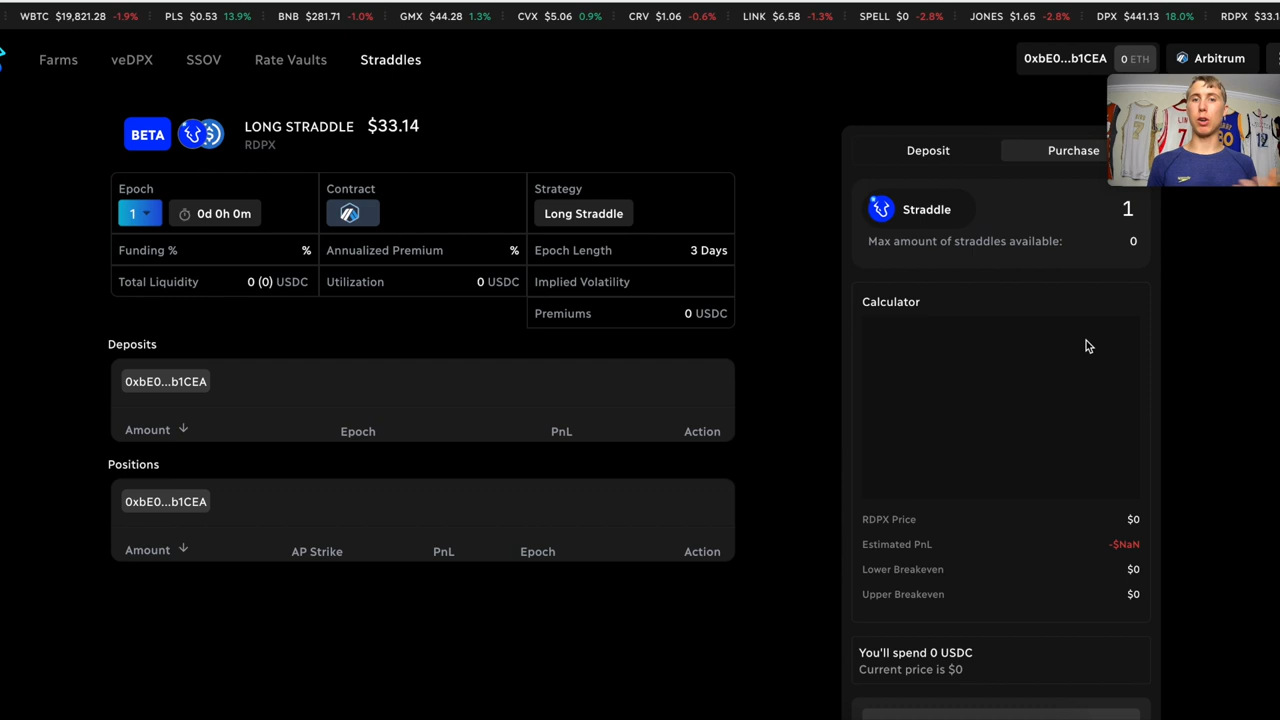 WBTC $19,821.28 -1.9% PLS $0.53 13.9% BNB $281.71 -1.0% GMX $44.28 1.3% CVX $5.06 0.9% CRV $1.06 -0.6% LINK $6.58 -1.3% SPELL $0 -2.8% JONES $1.65 -2.8% DPX $441.13 18.0% RDPX $33.1
Farms veDPX SSOV Rate Vaults Straddles 0xbE0...b1CEA 0 ETH Arbitrum
BETA LONG STRADDLE $33.14
RDPX
Deposit Purchase
Epoch Contract Strategy
1 0d 0h 0m Long Straddle
Straddle 1
Max amount of straddles available: 0
Funding % % Annualized Premium % Epoch Length 3 Days
Total Liquidity 0 (0) USDC Utilization 0 USDC Implied Volatility
Premiums 0 USDC
Calculator
Deposits
0xbE0...b1CEA
Amount Epoch PnL Action
Positions
0xbE0...b1CEA
Amount AP Strike PnL Epoch Action
RDPX Price $0
Estimated PnL -$NaN
Lower Breakeven $0
Upper Breakeven $0
You'll spend 0 USDC
Current price is $0